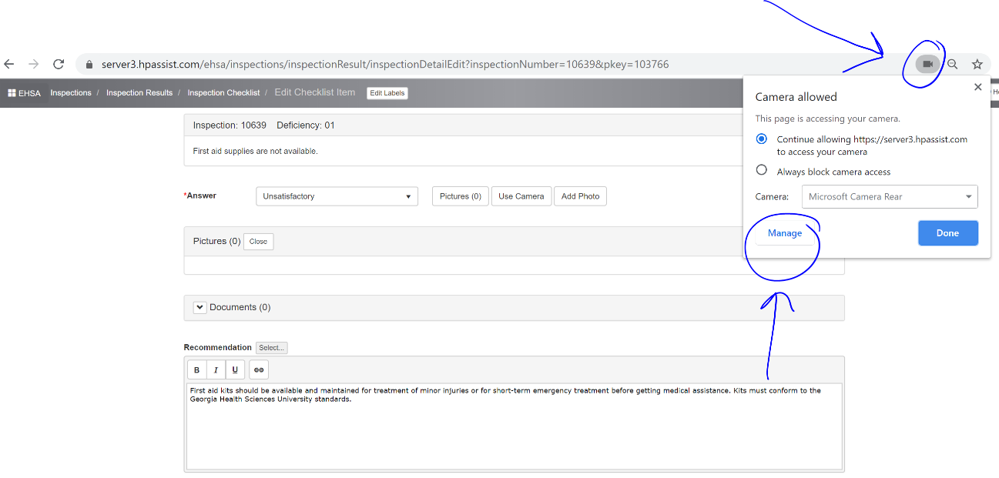 server3.hpassist.com/ehsa/inspections/inspectionResult/inspectionDetailEdit?inspectionNumber=10639&pkey=103766
EHSA Inspections / Inspection Results / Inspection Checklist / Edit Checklist Item Edit Labels
Camera allowed
This page is accessing your camera.
Continue allowing https://server3.hpassist.com
to access your camera
Always block camera access
Camera: Microsoft Camera Rear
Manage Done
Inspection: 10639 Deficiency: 01
First aid supplies are not available.
*Answer Unsatisfactory Pictures (0) Use Camera Add Photo
Pictures (0) Close
Documents (0)
Recommendation Select...
B I U
First aid kits should be available and maintained for treatment of minor injuries or for short-term emergency treatment before getting medical assistance. Kits must conform to the
Georgia Health Sciences University standards.